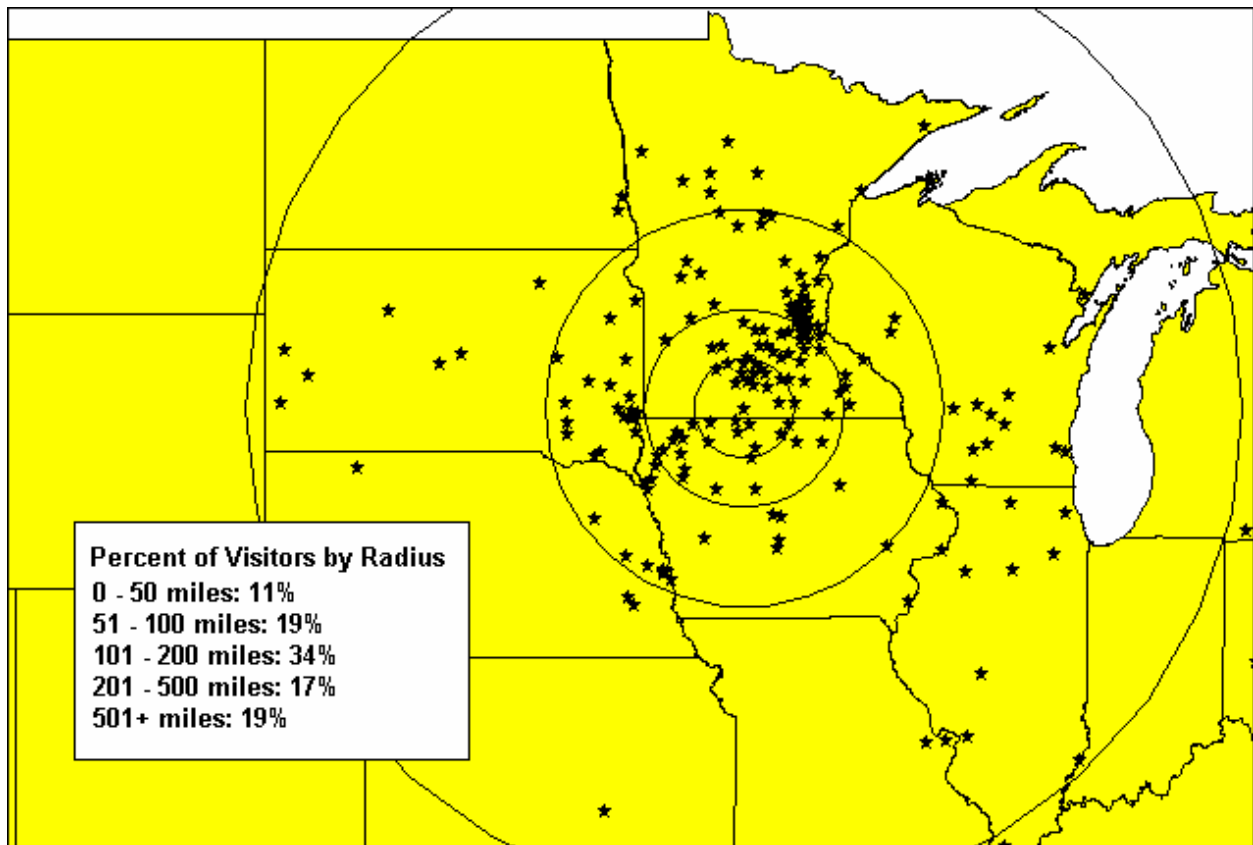 Percent of Visitors by Radius
0 - 50 miles: 11%
51 - 100 miles: 19%
101 - 200 miles: 34%
201 - 500 miles: 17%
501+ miles: 19%